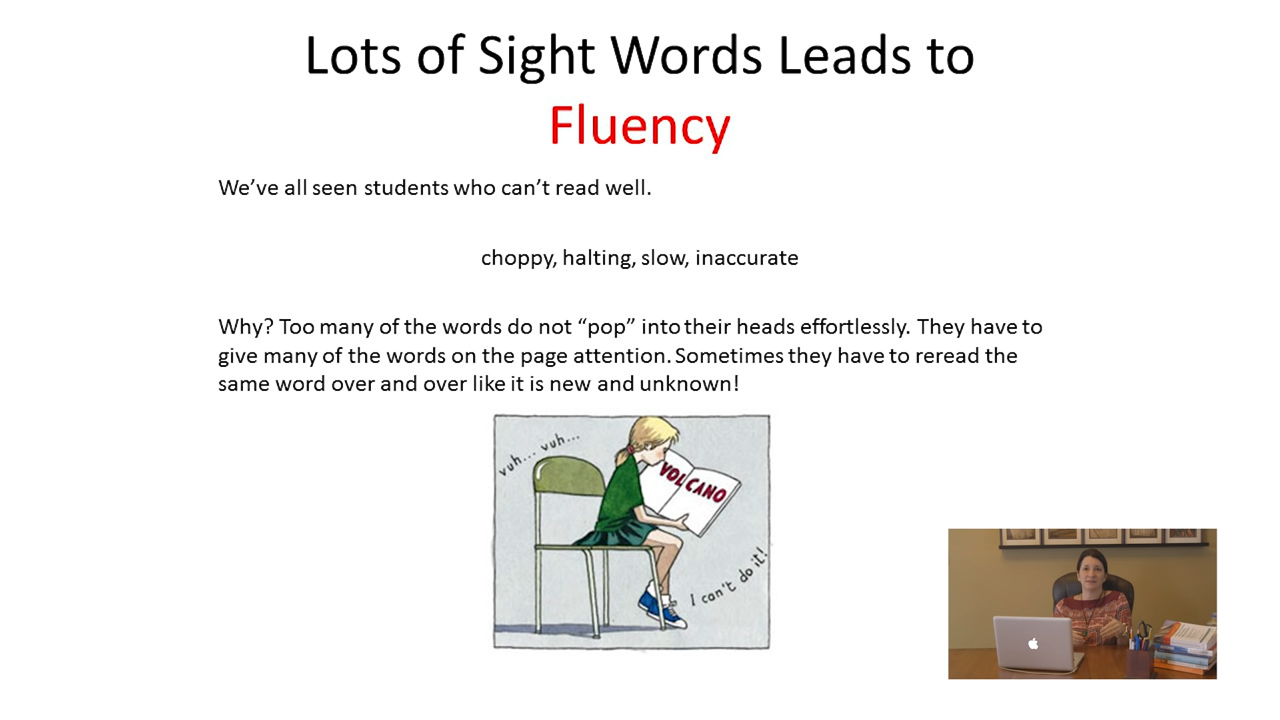 Lots of Sight Words Leads to
Fluency
We’ve all seen students who can’t read well.
choppy, halting, slow, inaccurate
Why? Too many of the words do not “pop” into their heads effortlessly. They have to
give many of the words on the page attention. Sometimes they have to reread the
same word over and over like it is new and unknown!
vuh... vuh...
VOLCANO
I can't do it!